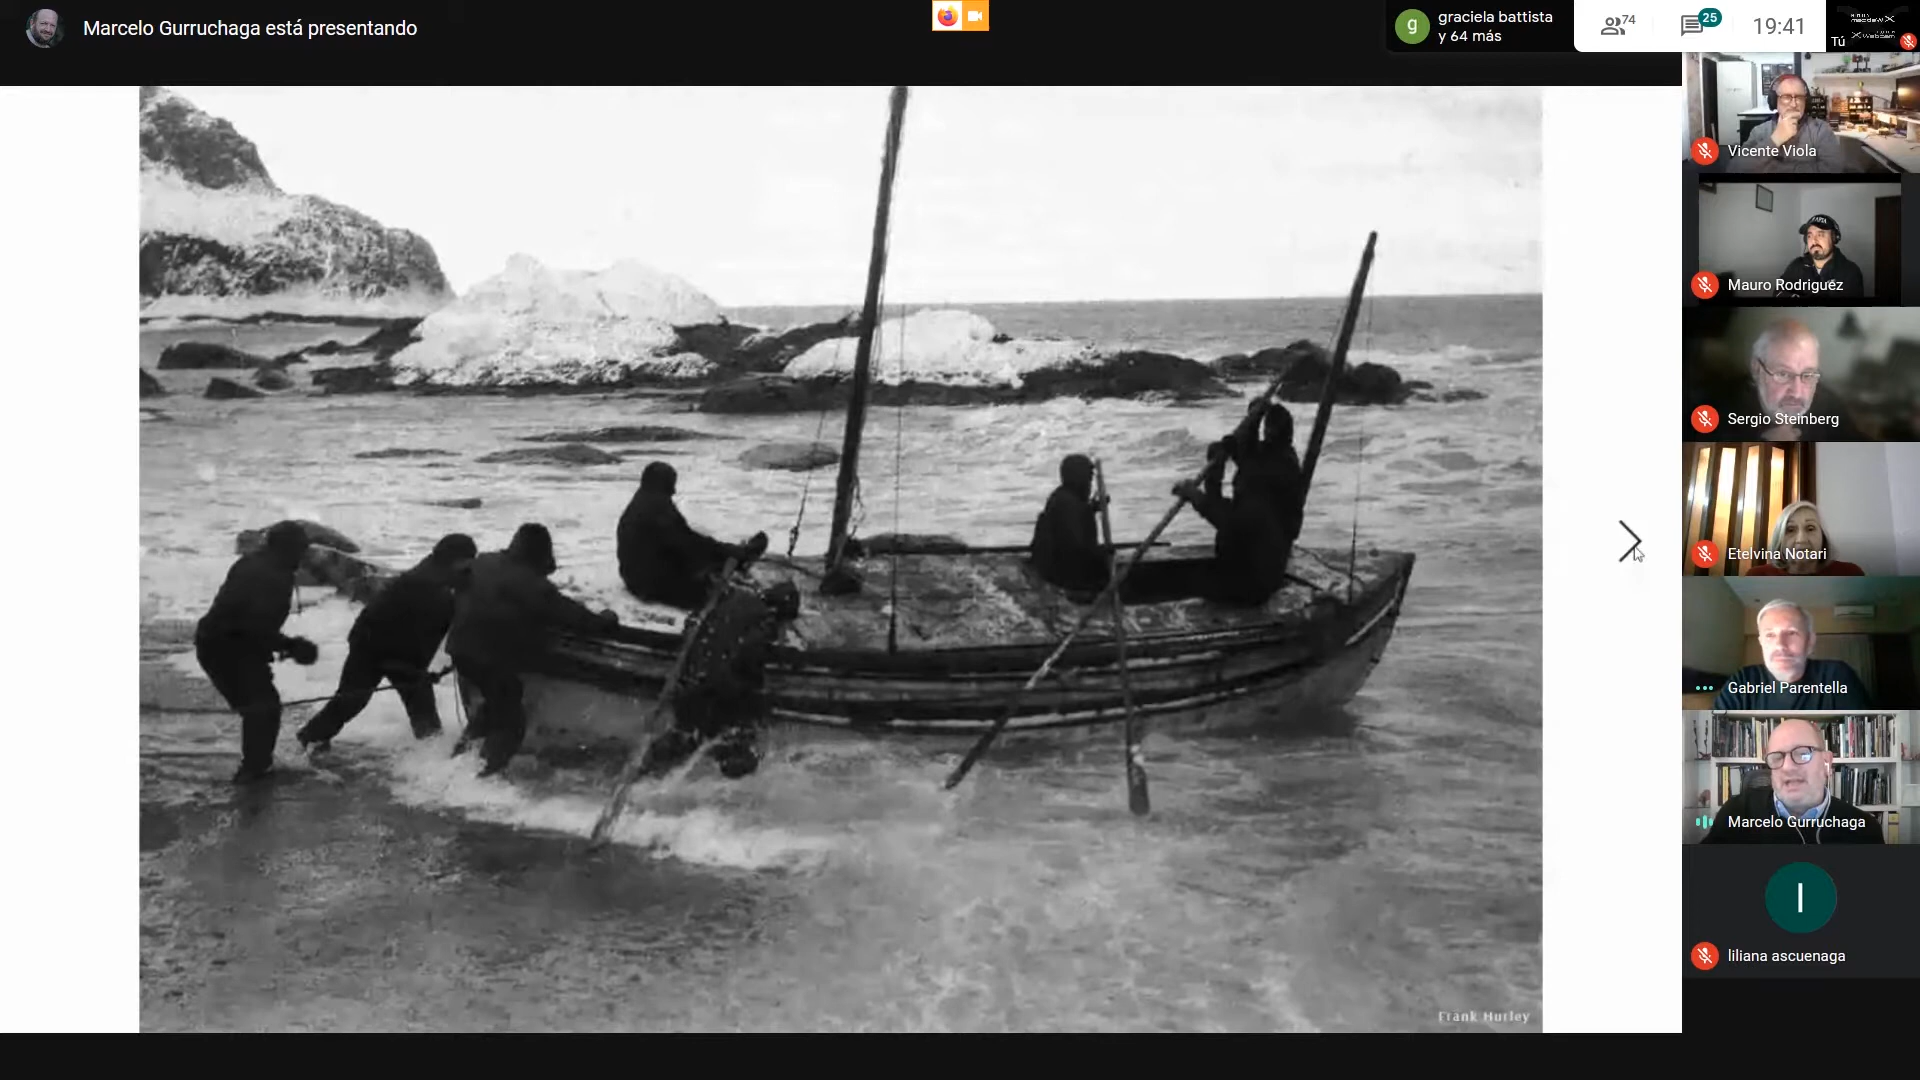 Marcelo Gurruchaga está presentando
g
graciela battista
y 64 más
74
25
19:41
Tú
Vicente Viola
Mauro Rodriguez
Sergio Steinberg
Etelvina Notari
Gabriel Parentella
Marcelo Gurruchaga
l
liliana ascuenaga
Frank Hurley